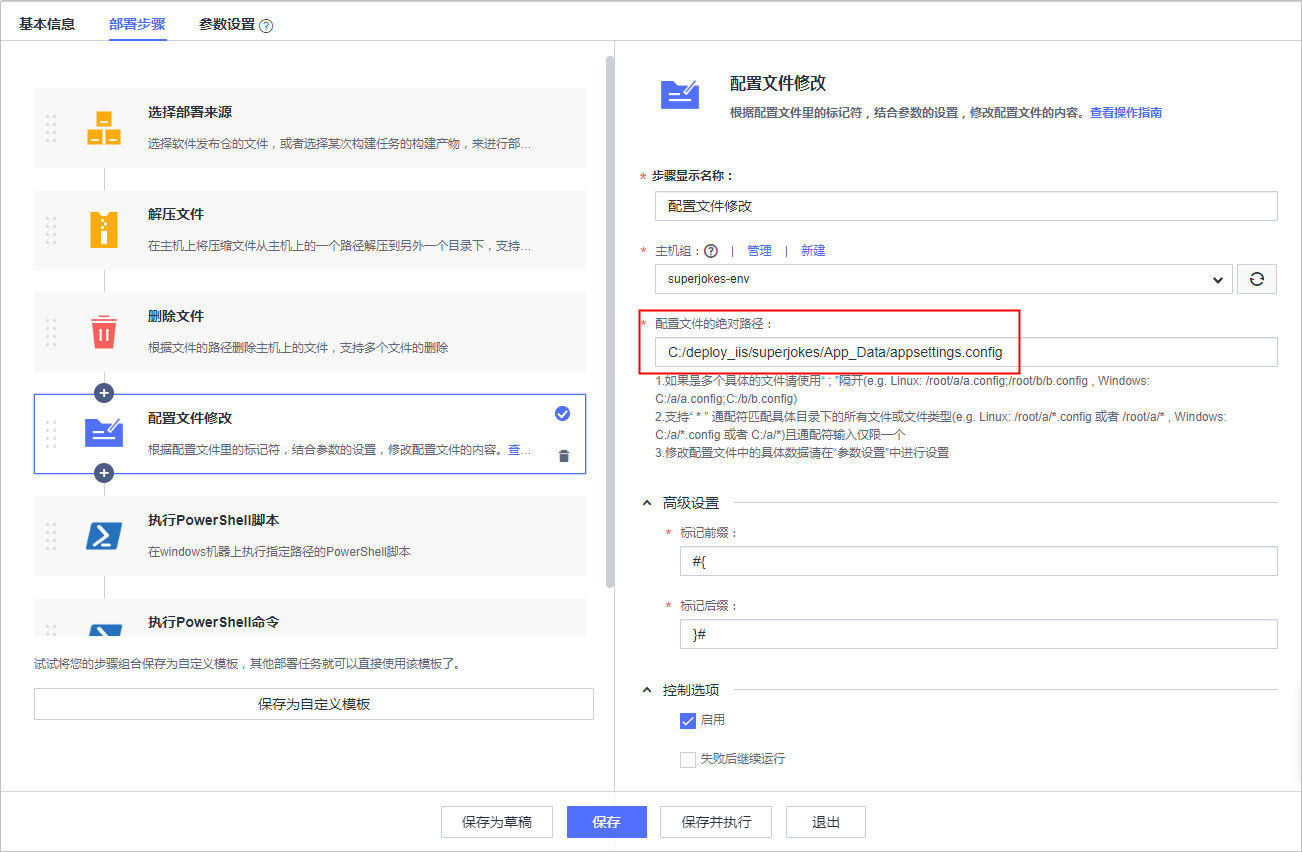 基本信息
部署步骤
参数设置 ?
选择部署来源
选择软件发布仓的文件，或者选择某次构建任务的构建产物，来进行部…
解压文件
在主机上将压缩文件从主机上的一个路径解压到另外一个目录下，支持…
删除文件
根据文件的路径删除主机上的文件，支持多个文件的删除
配置文件修改
根据配置文件里的标记符，结合参数的设置，修改配置文件的内容。查…
执行PowerShell脚本
在windows机器上执行指定路径的PowerShell脚本
执行PowerShell命令
试试将您的步骤组合保存为自定义模板，其他部署任务就可以直接使用该模板了。
保存为自定义模板
配置文件修改
根据配置文件里的标记符，结合参数的设置，修改配置文件的内容。查看操作指南
* 步骤显示名称：
配置文件修改
* 主机组：? | 管理 | 新建
superjokes-env
* 配置文件的绝对路径：
C:/deploy_iis/superjokes/App_Data/appsettings.config
1.如果是多个具体的文件请使用“ ; ”隔开(e.g. Linux: /root/a/a.config;/root/b/b.config , Windows:
C:/a/a.config;C:/b/b.config)
2.支持“ * ” 通配符匹配具体目录下的所有文件或文件类型(e.g. Linux: /root/a/*.config 或者 /root/a/* , Windows:
C:/a/*.config 或者 C:/a/*)且通配符输入仅限一个
3.修改配置文件中的具体数据请在“参数设置”中进行设置
高级设置
* 标记前缀：
#{
* 标记后缀：
}#
控制选项
启用
失败后继续运行
保存为草稿
保存
保存并执行
退出